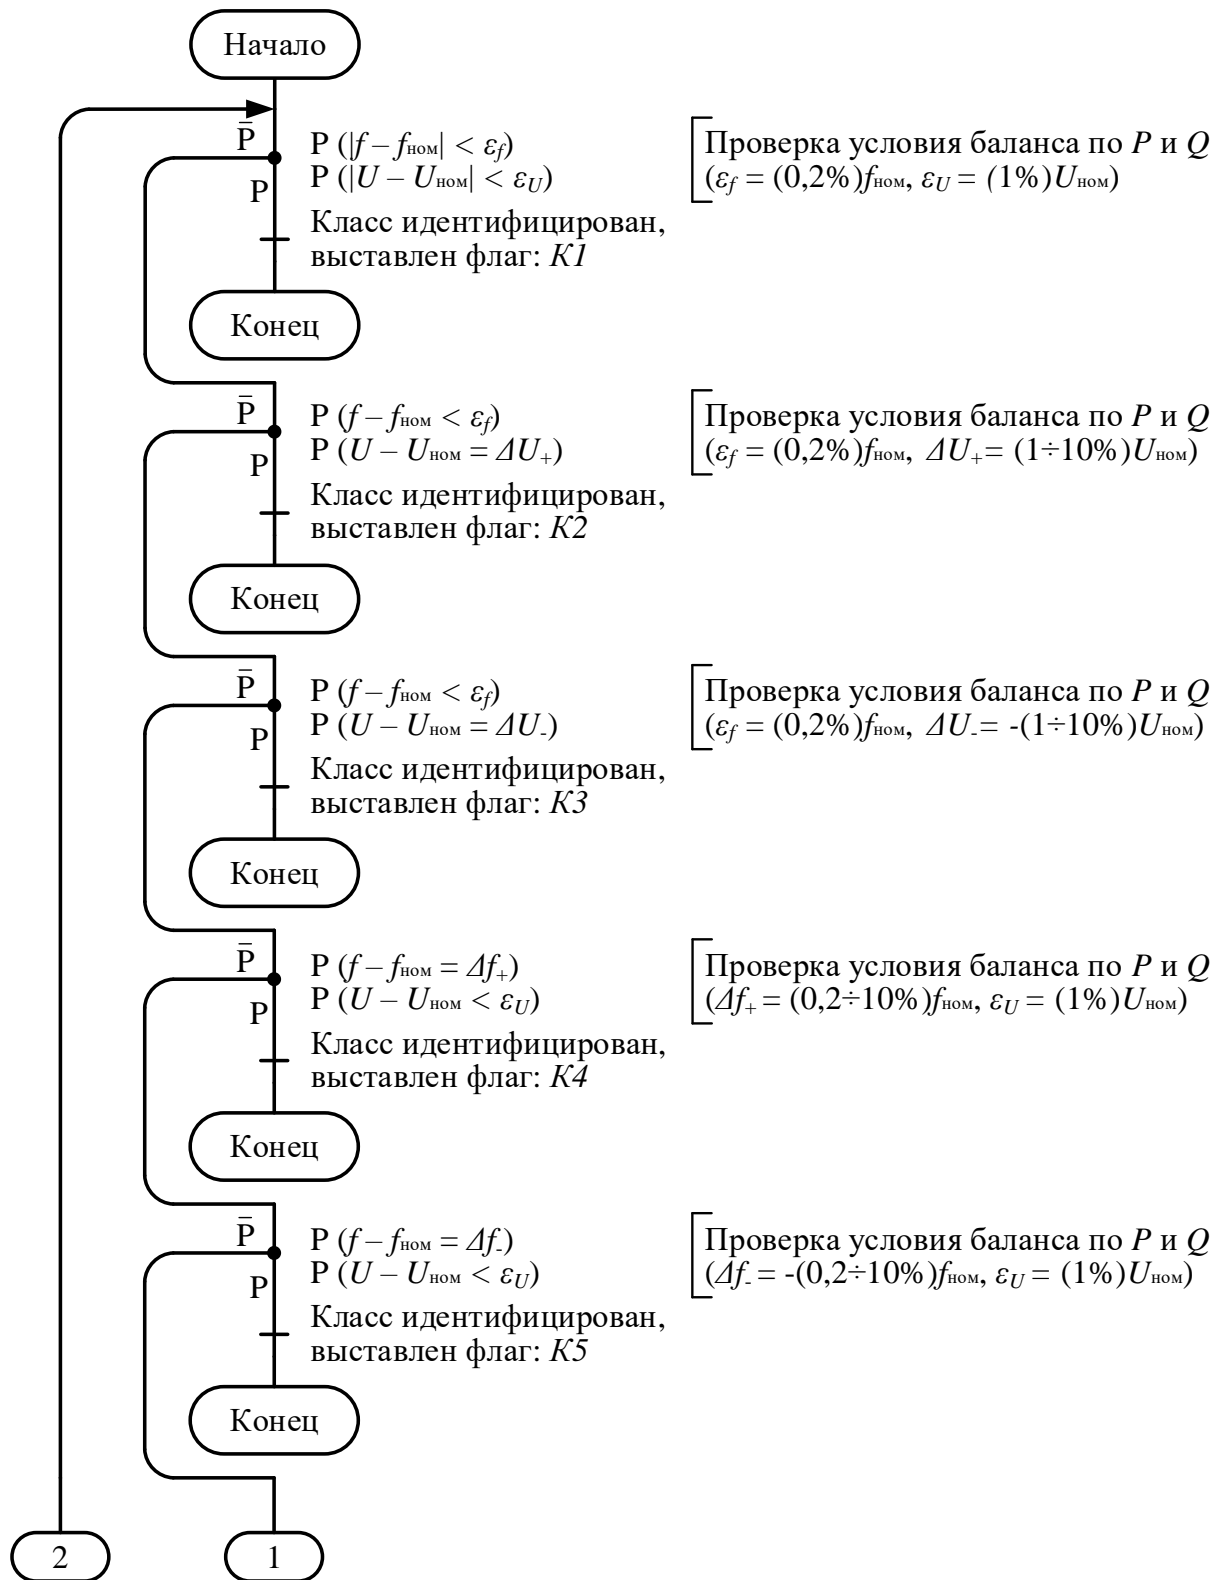 Начало
P̄
P (|f – fном| < εf)
P (|U – Uном| < εU)
P
Класс идентифицирован,
выставлен флаг: К1
Проверка условия баланса по P и Q
(εf = (0,2%)fном, εU = (1%)Uном)
Конец
P̄
P (f – fном < εf)
P (U – Uном = ΔU+)
P
Класс идентифицирован,
выставлен флаг: К2
Проверка условия баланса по P и Q
(εf = (0,2%)fном, ΔU+= (1÷10%)Uном)
Конец
P̄
P (f – fном < εf)
P (U – Uном = ΔU-)
P
Класс идентифицирован,
выставлен флаг: К3
Проверка условия баланса по P и Q
(εf = (0,2%)fном, ΔU-= -(1÷10%)Uном)
Конец
P̄
P (f – fном = Δf+)
P (U – Uном < εU)
P
Класс идентифицирован,
выставлен флаг: К4
Проверка условия баланса по P и Q
(Δf+ = (0,2÷10%)fном, εU = (1%)Uном)
Конец
P̄
P (f – fном = Δf-)
P (U – Uном < εU)
P
Класс идентифицирован,
выставлен флаг: К5
Проверка условия баланса по P и Q
(Δf-= -(0,2÷10%)fном, εU = (1%)Uном)
Конец
2
1